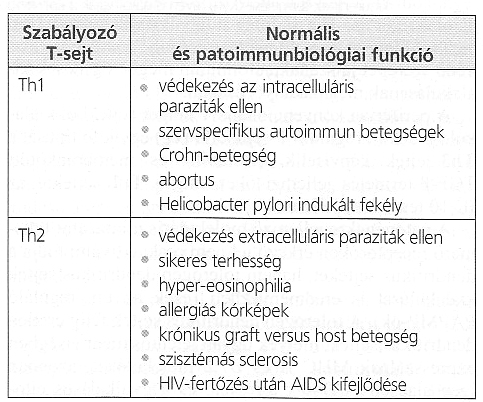 Szabályozó
T-sejt
Normális
és patoimmunbiológiai funkció
Th1
védekezés az intracelluláris
paraziták ellen
szervspecifikus autoimmun betegségek
Crohn-betegség
abortus
Helicobacter pylori indukált fekély
Th2
védekezés extracelluláris paraziták ellen
sikeres terhesség
hyper-eosinophilia
allergiás kórképek
krónikus graft versus host betegség
szisztémás sclerosis
HIV-fertőzés után AIDS kifejlődése